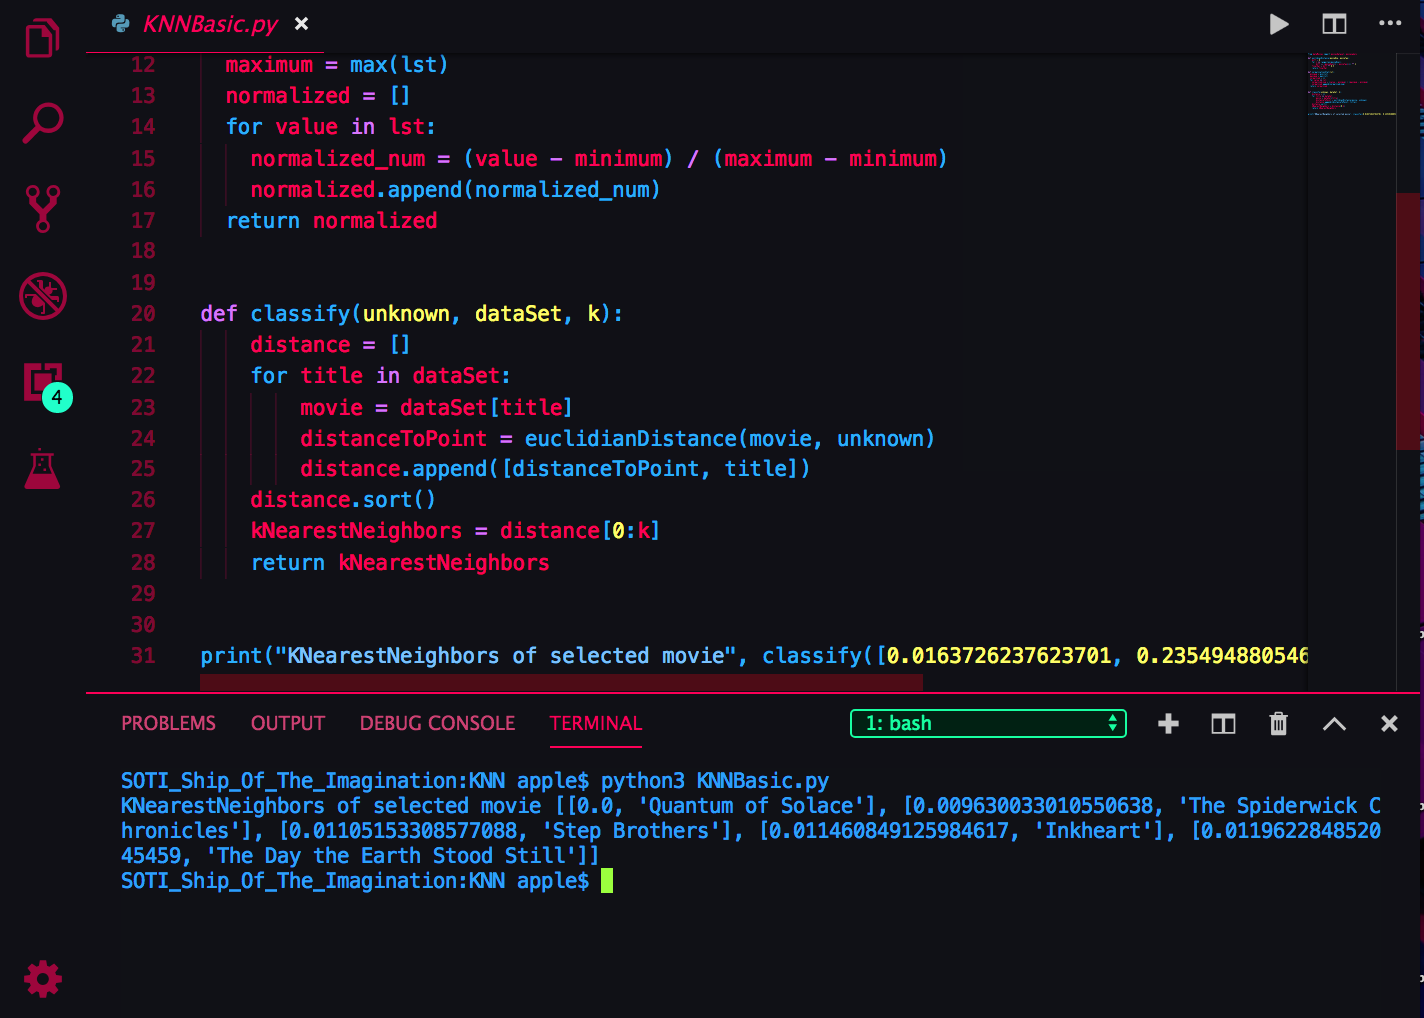 KNNBasic.py
12 maximum = max(lst)
13 normalized = []
14 for value in lst:
15 normalized_num = (value - minimum) / (maximum - minimum)
16 normalized.append(normalized_num)
17 return normalized
18
19
20 def classify(unknown, dataSet, k):
21 distance = []
22 for title in dataSet:
23 movie = dataSet[title]
24 distanceToPoint = euclidianDistance(movie, unknown)
25 distance.append([distanceToPoint, title])
26 distance.sort()
27 kNearestNeighbors = distance[0:k]
28 return kNearestNeighbors
29
30
31 print("KNearestNeighbors of selected movie", classify([0.0163726237623701, 0.235494880546
4
PROBLEMS OUTPUT DEBUG CONSOLE TERMINAL 1: bash
SOTI_Ship_Of_The_Imagination:KNN apple$ python3 KNNBasic.py
KNearestNeighbors of selected movie [[0.0, 'Quantum of Solace'], [0.009630033010550638, 'The Spiderwick C
hronicles'], [0.01105153308577088, 'Step Brothers'], [0.011460849125984617, 'Inkheart'], [0.0119622848520
45459, 'The Day the Earth Stood Still']]
SOTI_Ship_Of_The_Imagination:KNN apple$